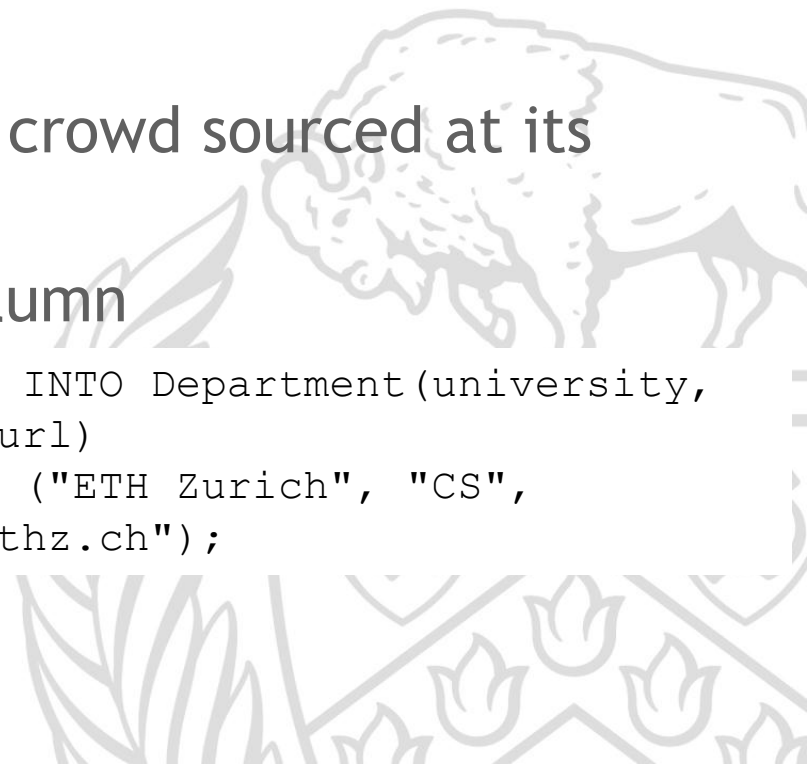 crowd sourced at its
umn
INTO Department(university,
url)
("ETH Zurich", "CS",
thz.ch");